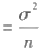 = σ² / n